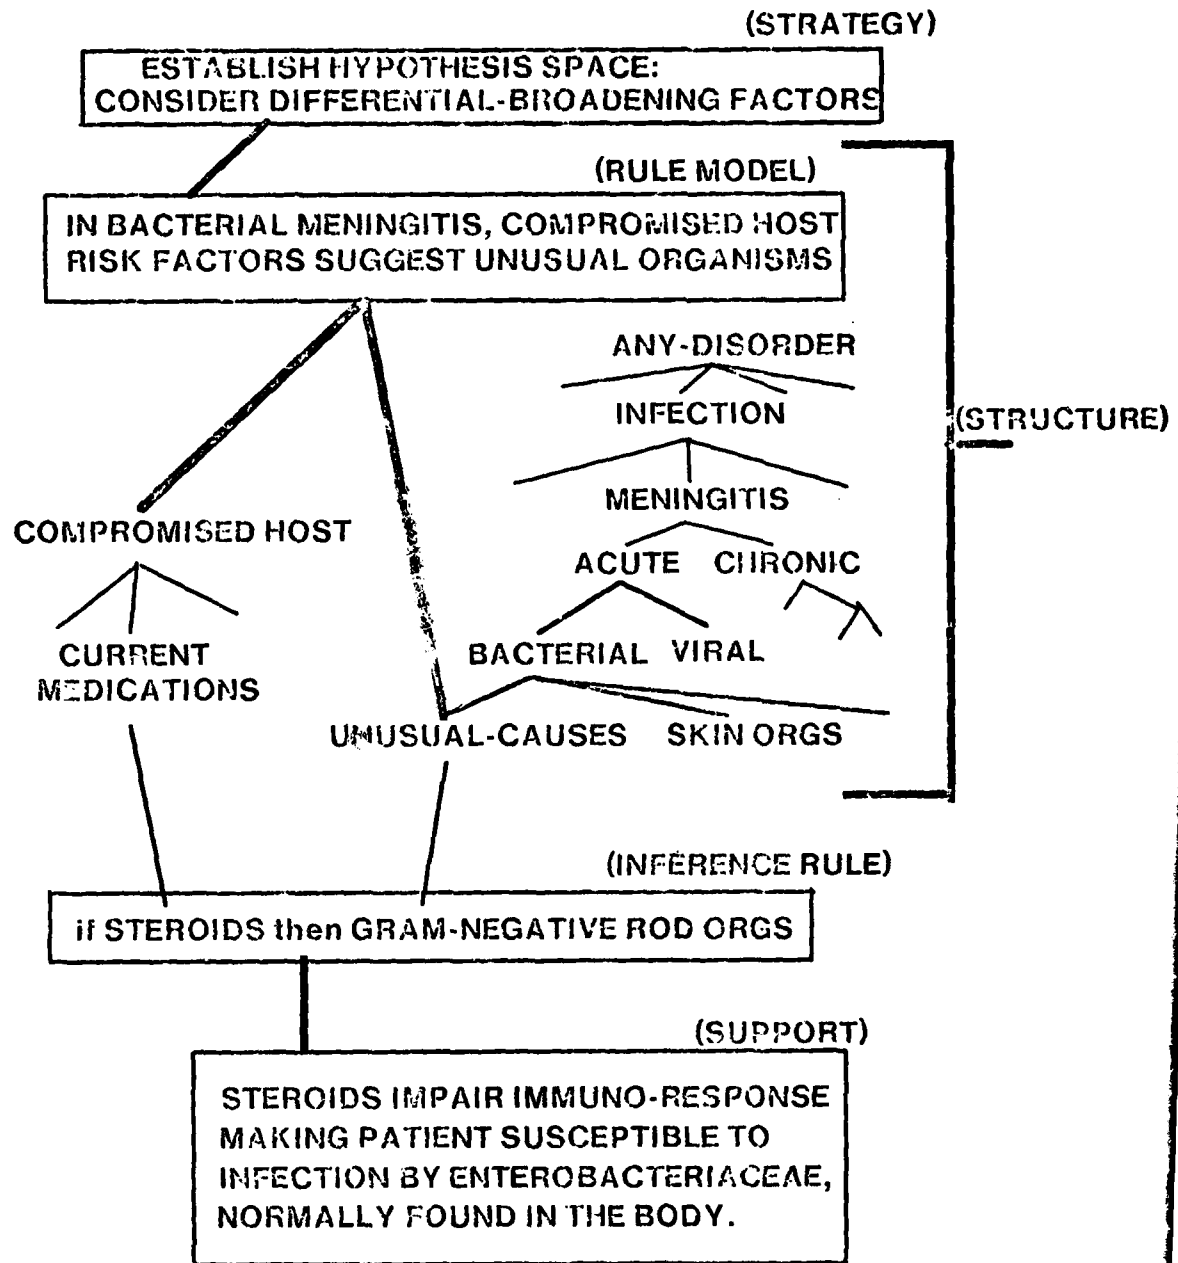 (STRATEGY)
ESTABLISH HYPOTHESIS SPACE:
CONSIDER DIFFERENTIAL-BROADENING FACTORS
(RULE MODEL)
IN BACTERIAL MENINGITIS, COMPROMISED HOST
RISK FACTORS SUGGEST UNUSUAL ORGANISMS
ANY-DISORDER
INFECTION
(STRUCTURE)
MENINGITIS
COMPROMISED HOST
ACUTE CHRONIC
CURRENT
MEDICATIONS
BACTERIAL VIRAL
UNUSUAL-CAUSES SKIN ORGS
(INFERENCE RULE)
if STEROIDS then GRAM-NEGATIVE ROD ORGS
(SUPPORT)
STEROIDS IMPAIR IMMUNO-RESPONSE
MAKING PATIENT SUSCEPTIBLE TO
INFECTION BY ENTEROBACTERIACEAE,
NORMALLY FOUND IN THE BODY.